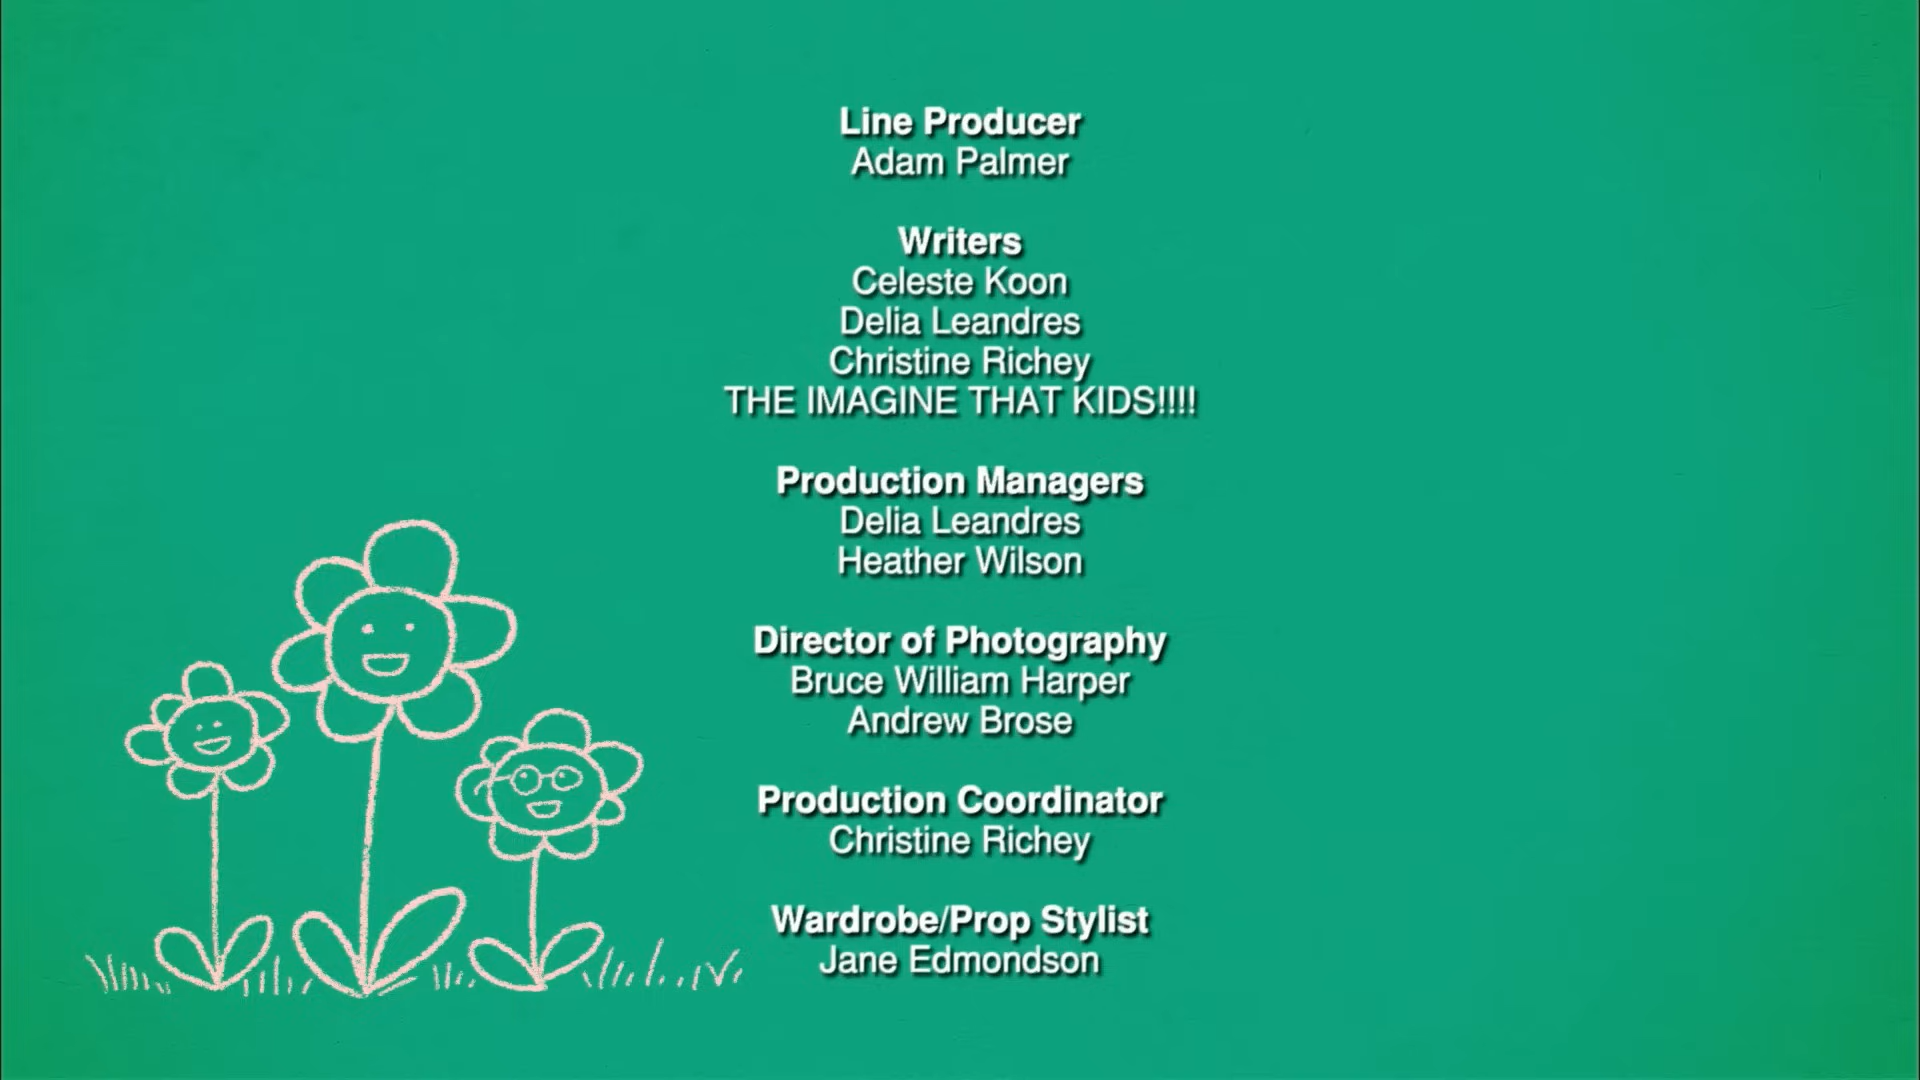 Line Producer
Adam Palmer
Writers
Celeste Koon
Delia Leandres
Christine Richey
THE IMAGINE THAT KIDS!!!!
Production Managers
Delia Leandres
Heather Wilson
Director of Photography
Bruce William Harper
Andrew Brose
Production Coordinator
Christine Richey
Wardrobe/Prop Stylist
Jane Edmondson